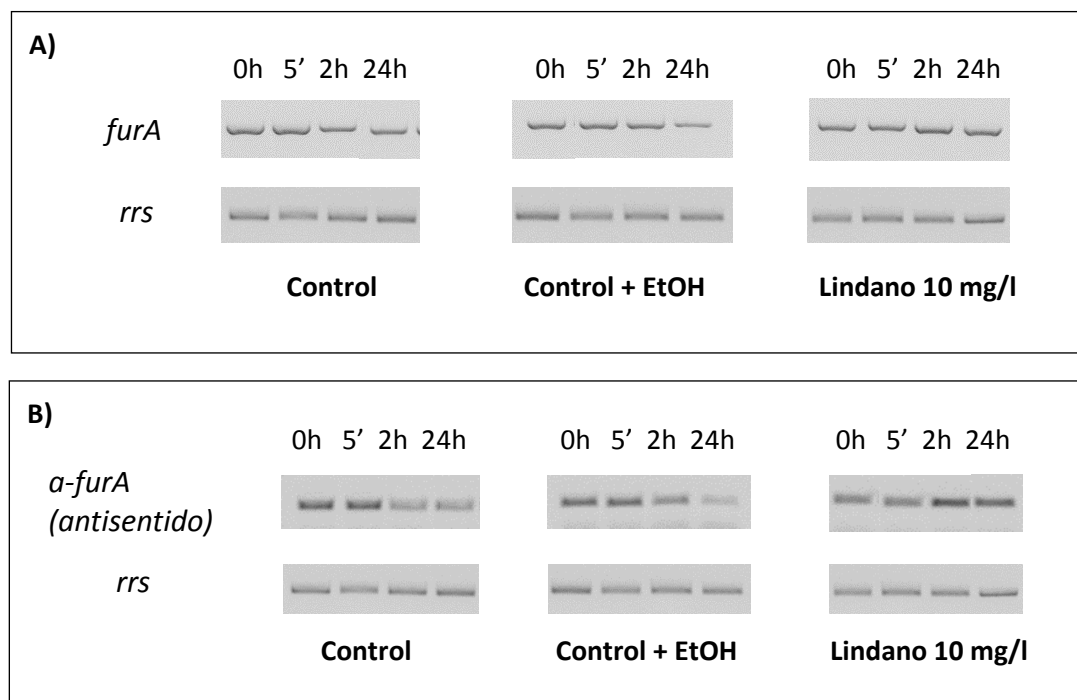 A)
0h 5’ 2h 24h 0h 5’ 2h 24h 0h 5’ 2h 24h
furA
rrs
Control Control + EtOH Lindano 10 mg/l
B)
0h 5’ 2h 24h 0h 5’ 2h 24h 0h 5’ 2h 24h
a-furA
(antisentido)
rrs
Control Control + EtOH Lindano 10 mg/l